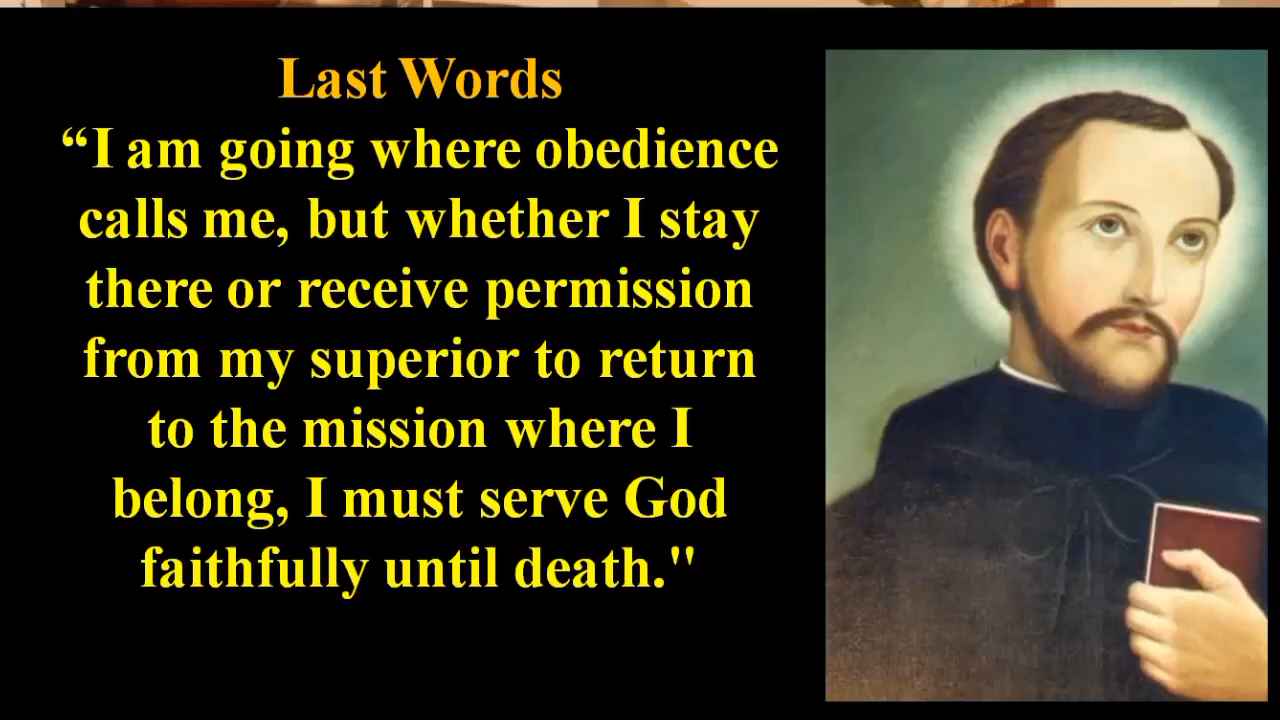 Last Words
“I am going where obedience
calls me, but whether I stay
there or receive permission
from my superior to return
to the mission where I
belong, I must serve God
faithfully until death."